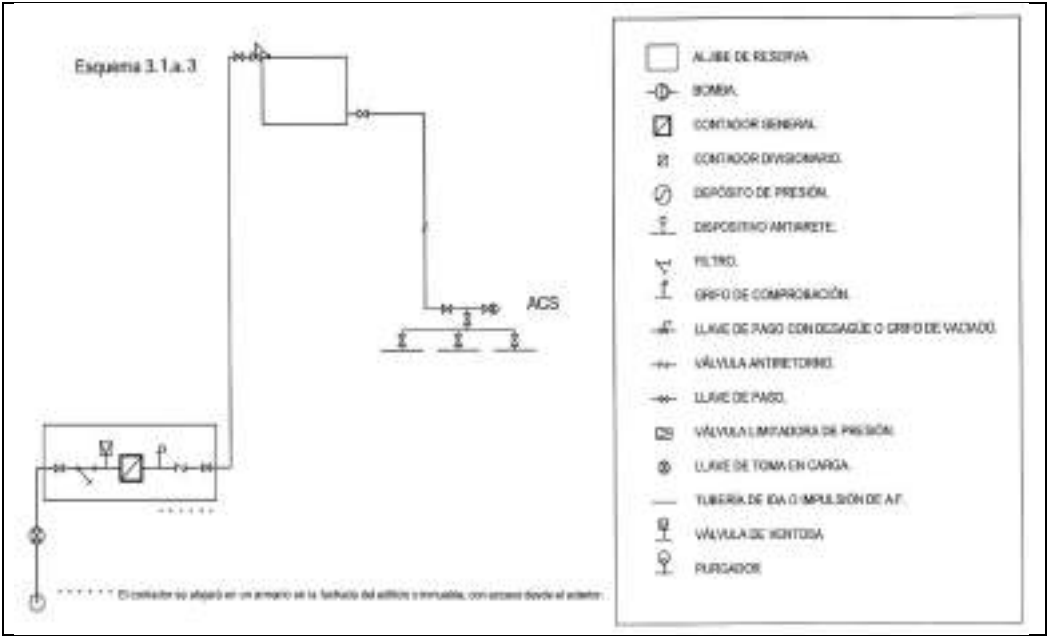 Esquema 3.1.a.3
ACS
El contador se alojará en un armario en la fachada del edificio o inmueble, con acceso desde el exterior.
ALJIBE DE RESERVA.
BOMBA.
CONTADOR GENERAL.
CONTADOR DIVISIONARIO.
DEPÓSITO DE PRESIÓN.
DISPOSITIVO ANTIARIETE.
FILTRO.
GRIFO DE COMPROBACIÓN.
LLAVE DE PASO CON DESAGÜE O GRIFO DE VACIADO.
VÁLVULA ANTIRETORNO.
LLAVE DE PASO.
VÁLVULA LIMITADORA DE PRESIÓN.
LLAVE DE TOMA EN CARGA.
TUBERÍA DE IDA O IMPULSIÓN DE A.F.
VÁLVULA DE VENTOSA
PURGADOR